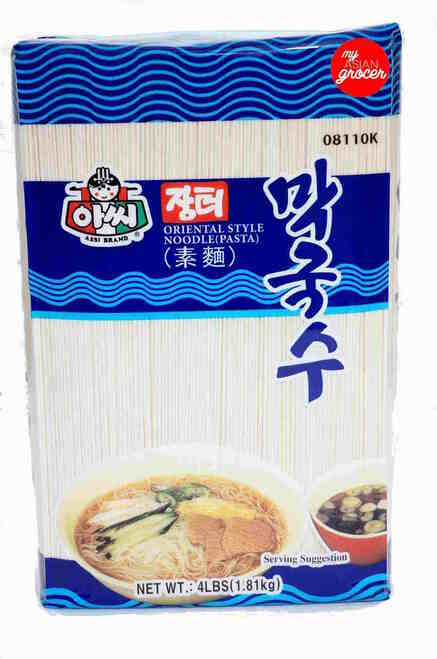 my
ASIAN
grocer
08110K
아씨
ASSI BRAND
®
장터
ORIENTAL STYLE
NOODLE(PASTA)
(素麵)
막국수
Serving Suggestion
NET WT.: 4LBS(1.81kg)